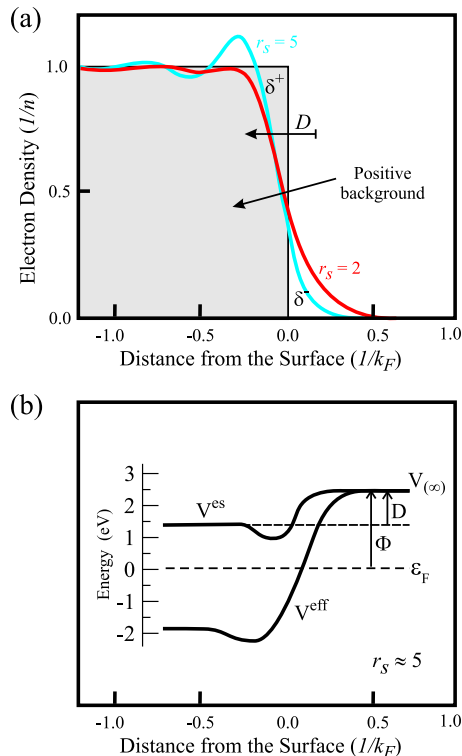 (a)
r_s = 5
1.0
δ+
D
Electron Density (1/n)
Positive
background
0.5
r_s = 2
δ-
0.0
-1.0 -0.5 0.0 0.5 1.0
Distance from the Surface (1/k_F)
(b)
3
V(∞)
2
V^es
D
1
Φ
Energy (eV)
0
ε_F
-1
V^eff
-2
r_s ≈ 5
-1.0 -0.5 0.0 0.5 1.0
Distance from the Surface (1/k_F)